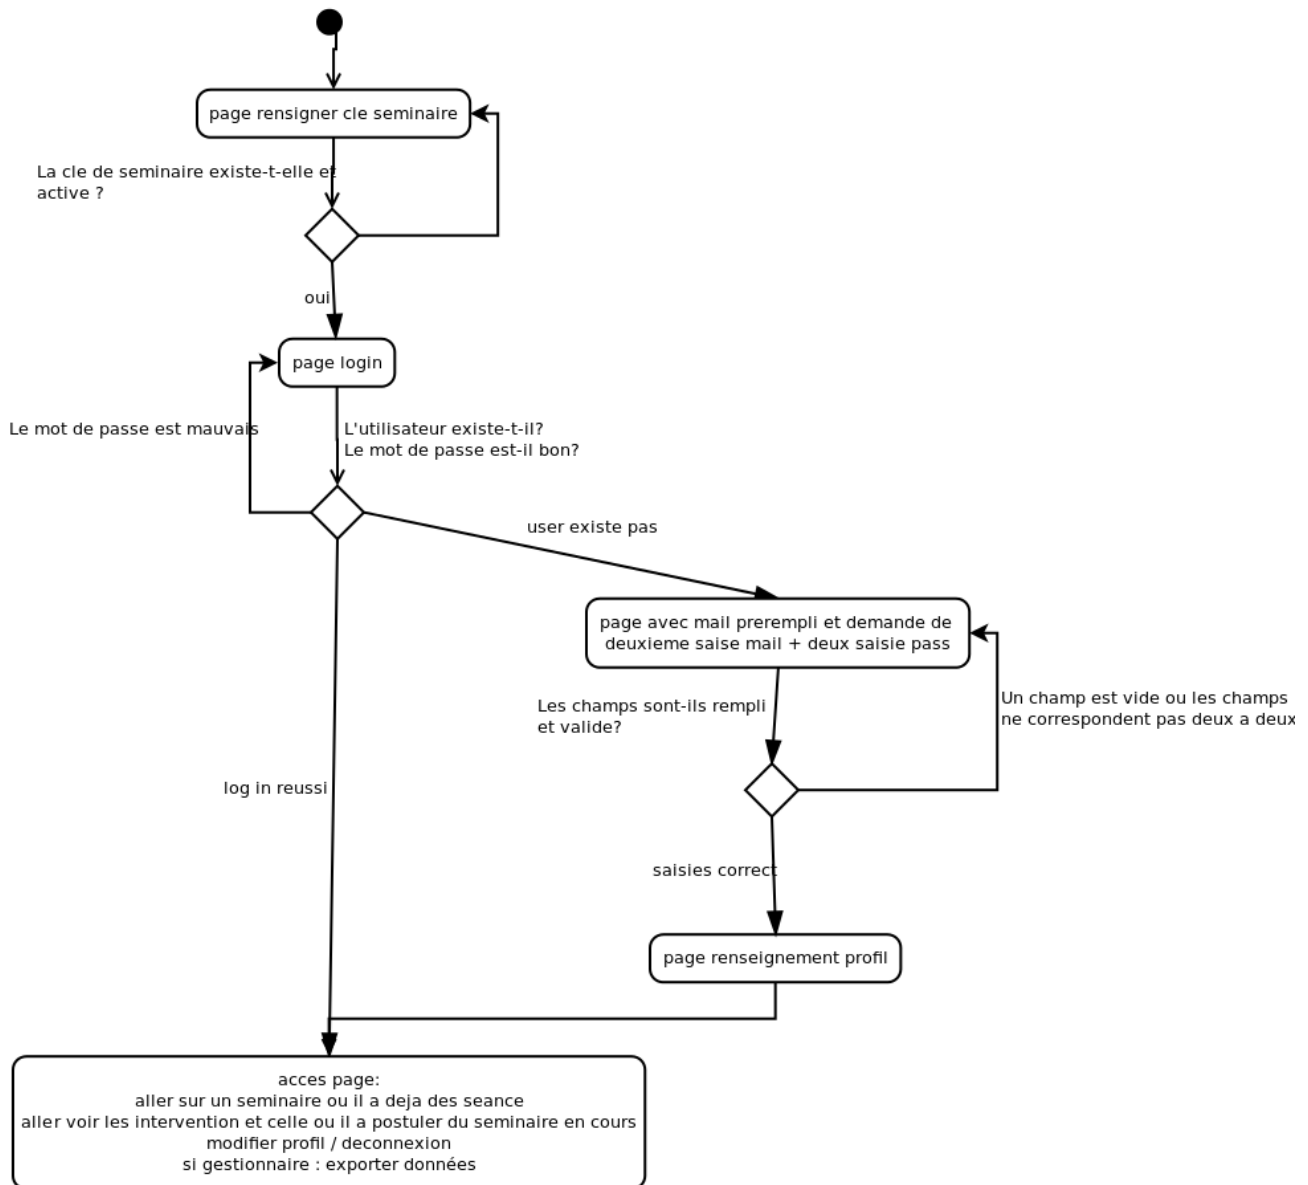 page rensigner cle seminaire
La cle de seminaire existe-t-elle et
active ?
oui
page login
Le mot de passe est mauvais
L'utilisateur existe-t-il?
Le mot de passe est-il bon?
user existe pas
page avec mail prerempli et demande de
deuxieme saise mail + deux saisie pass
Les champs sont-ils rempli
et valide?
Un champ est vide ou les champs
ne correspondent pas deux a deux
log in reussi
saisies correct
page renseignement profil
acces page:
aller sur un seminaire ou il a deja des seance
aller voir les intervention et celle ou il a postuler du seminaire en cours
modifier profil / deconnexion
si gestionnaire : exporter données